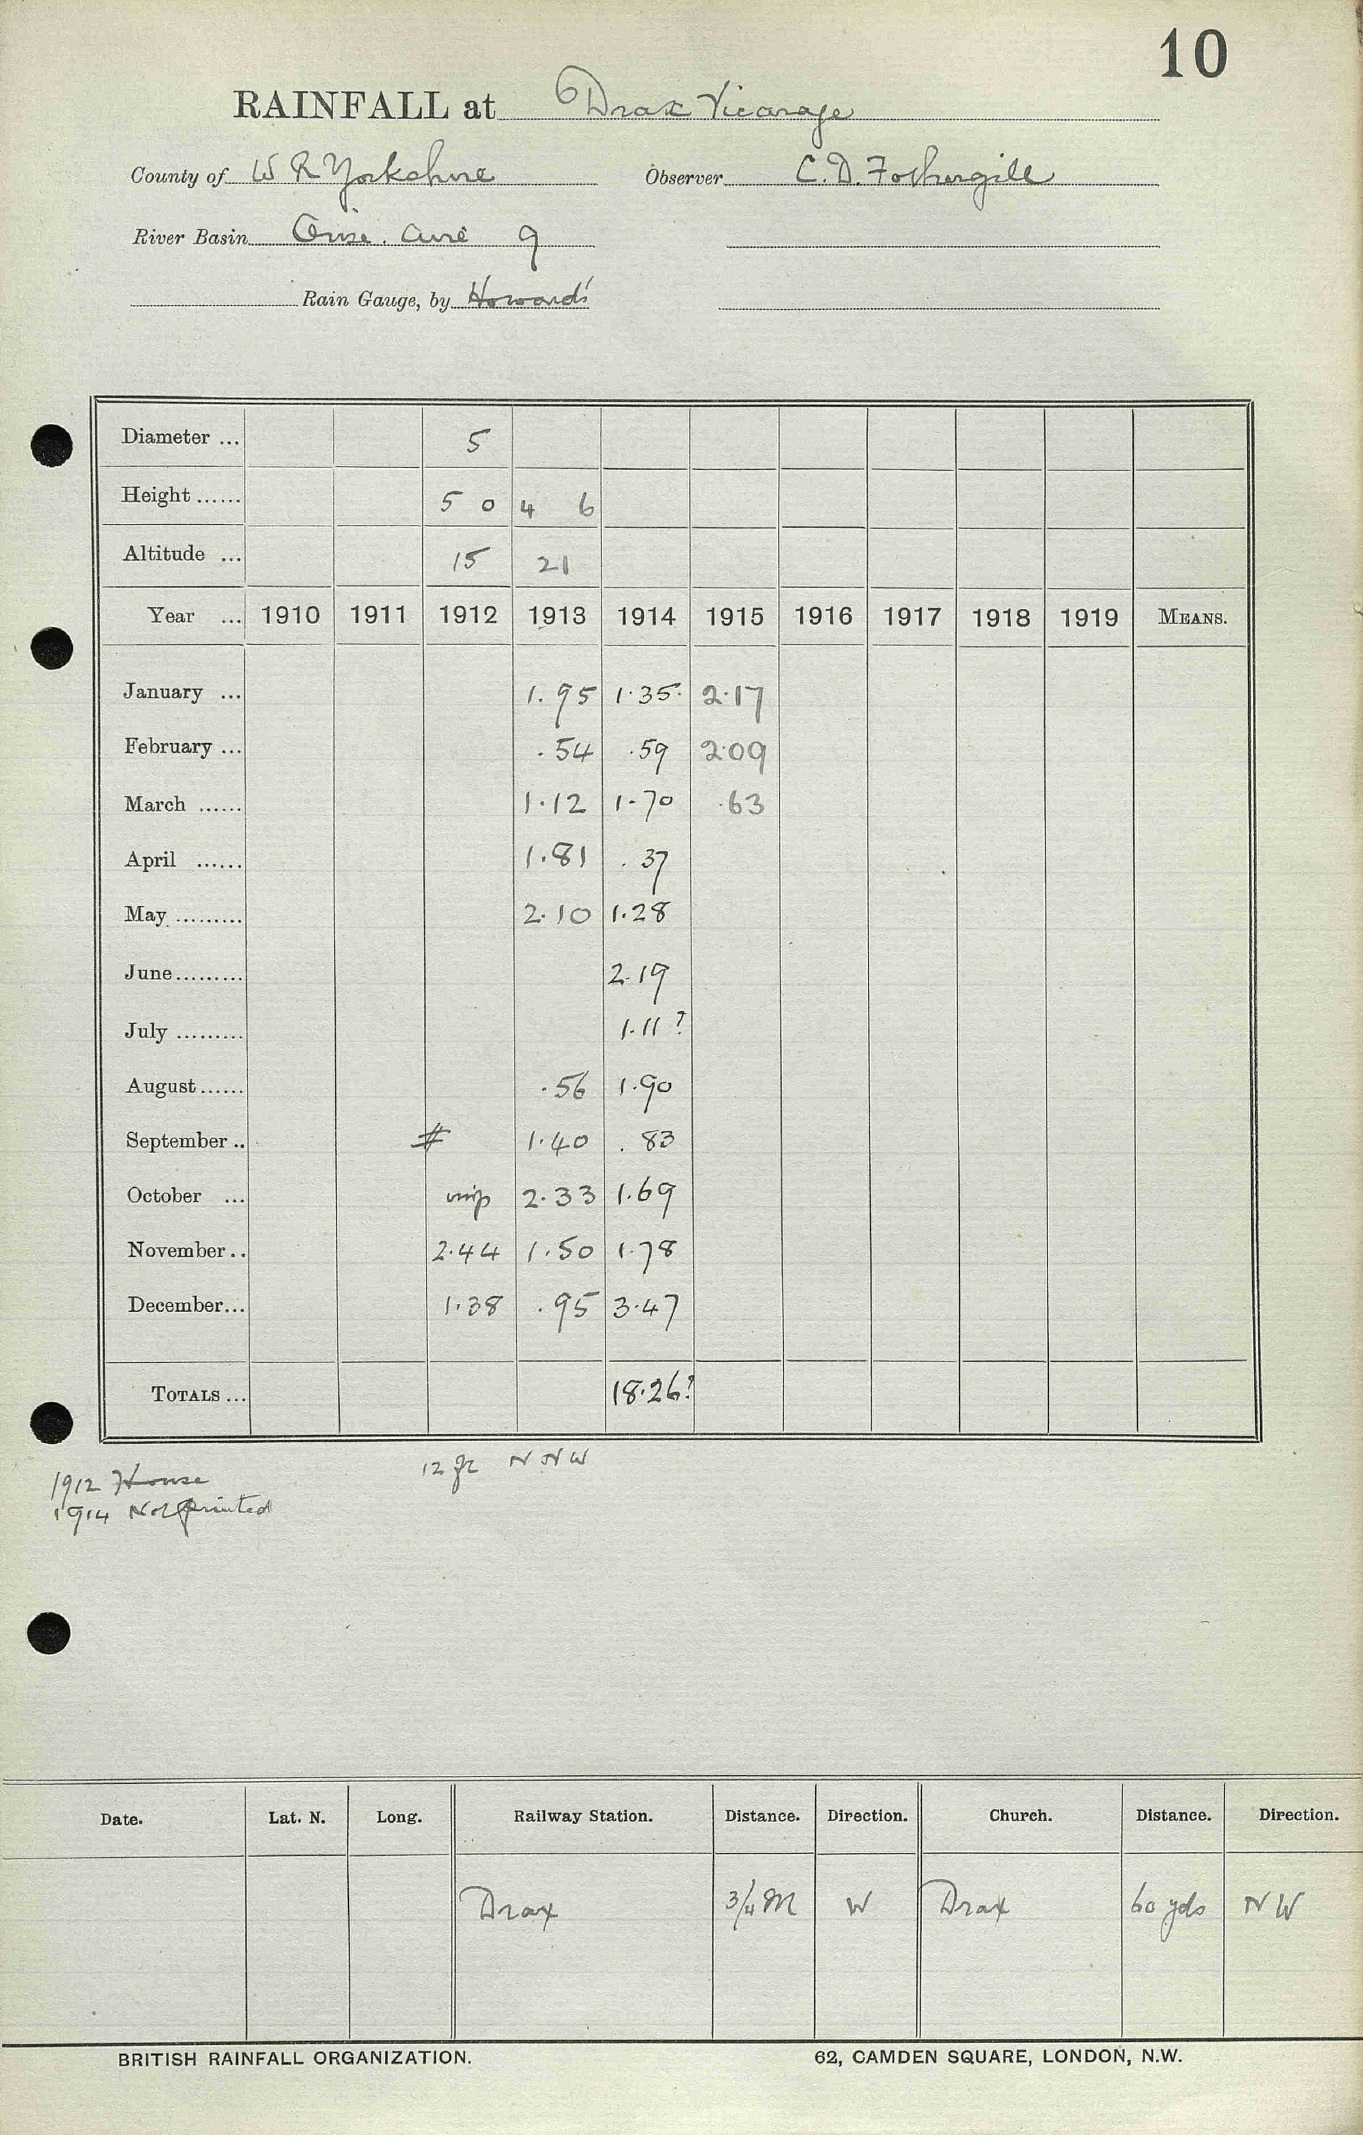 10
RAINFALL at Drax Vicarage
County of W R Yorkshire Observer C. D. Fothergill
River Basin Ouse. Aire 9
Rain Gauge, by Howard's
Diameter ... 5
Height ...... 5 0 4 6
Altitude ... 15 21
Year ... 1910 1911 1912 1913 1914 1915 1916 1917 1918 1919 MEANS.
January ... 1.95 1.35 2.17
February ... .54 .59 2.09
March ...... 1.12 1.70 .63
April ...... 1.81 .37
May ......... 2.10 1.28
June ......... 2.19
July ......... 1.11 ?
August ...... .56 1.90
September .. # 1.40 .83
October ... 2.33 1.69
November .. 2.44 1.50 1.78
December ... 1.38 .95 3.47
TOTALS ... 18.26?
12 ft N N W
1912 House
1914 Not printed
Date. Lat. N. Long. Railway Station. Distance. Direction. Church. Distance. Direction.
Drax 3/4 M W Drax 60 yds N W
BRITISH RAINFALL ORGANIZATION. 62, CAMDEN SQUARE, LONDON, N.W.